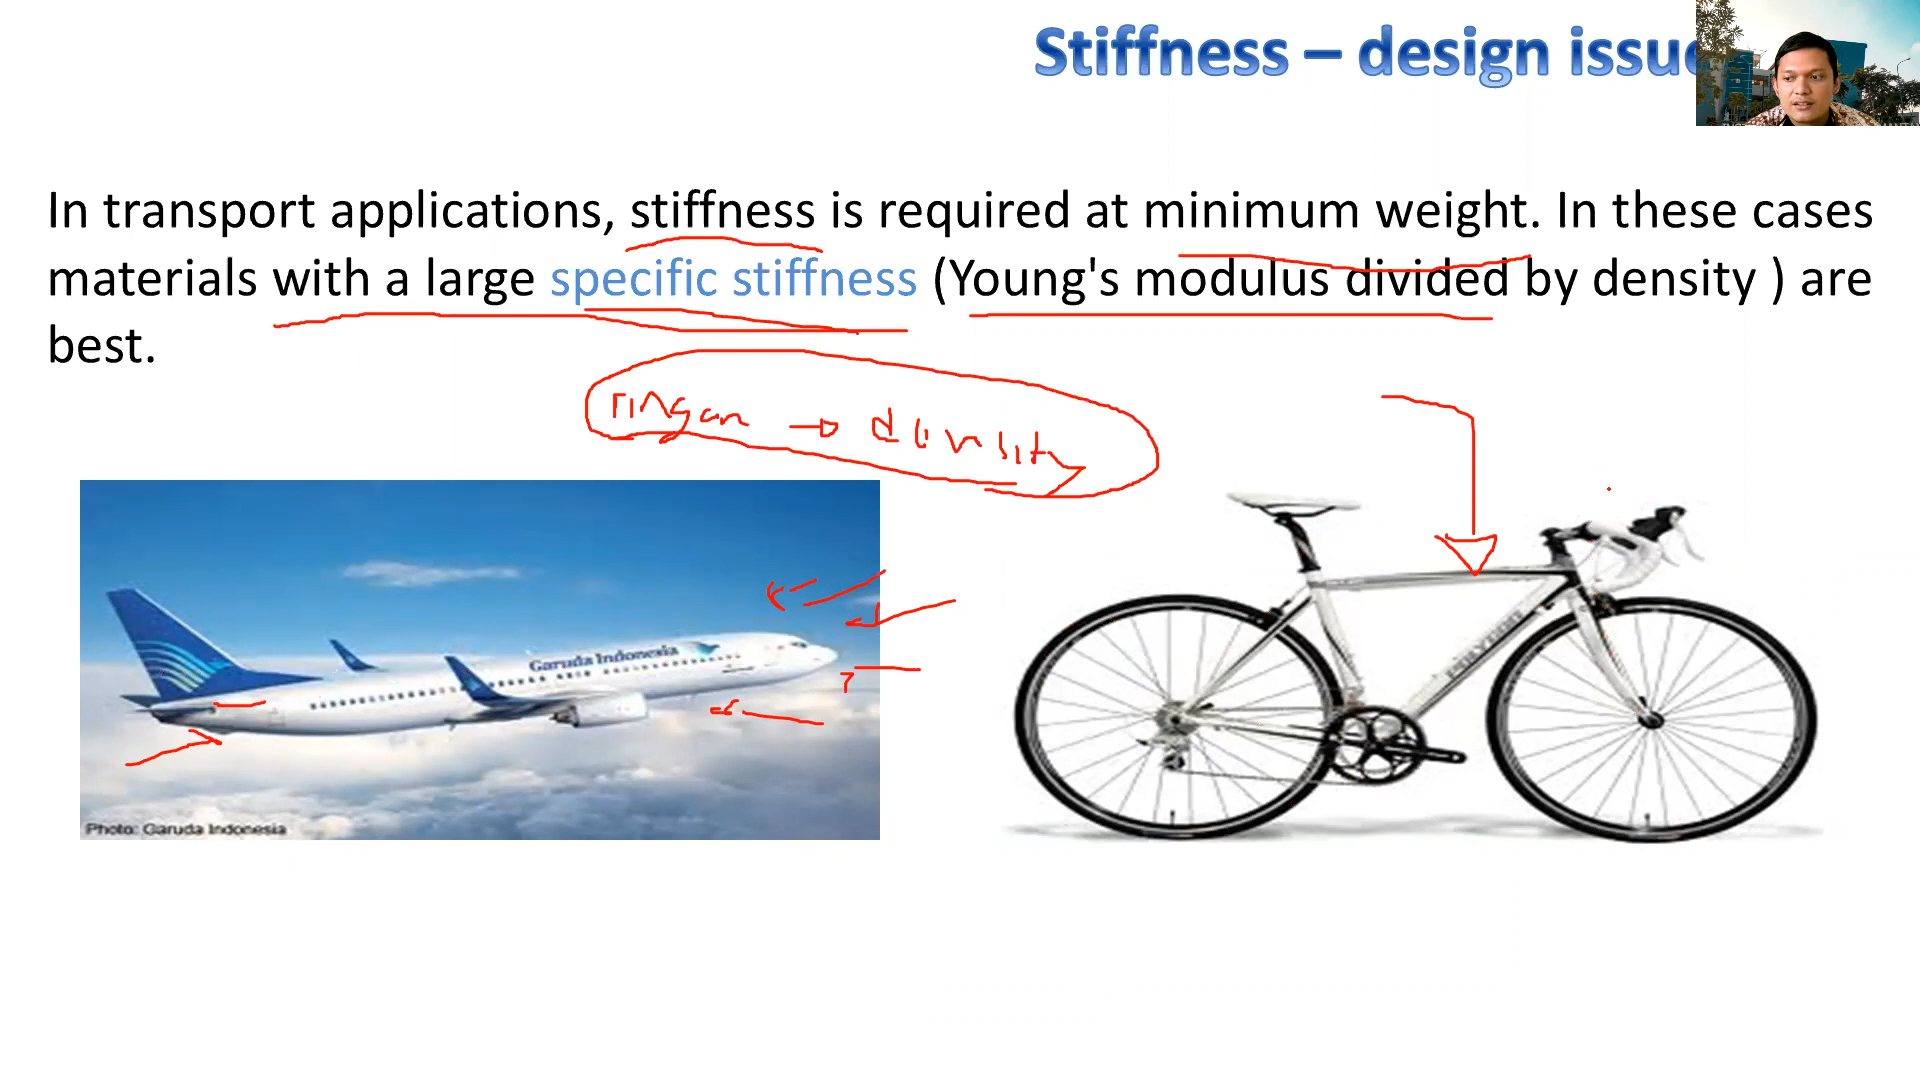 Stiffness – design issue
In transport applications, stiffness is required at minimum weight. In these cases
materials with a large specific stiffness (Young's modulus divided by density ) are
best.
ringan → density
Garuda Indonesia
POLYGON
Photo: Garuda Indonesia